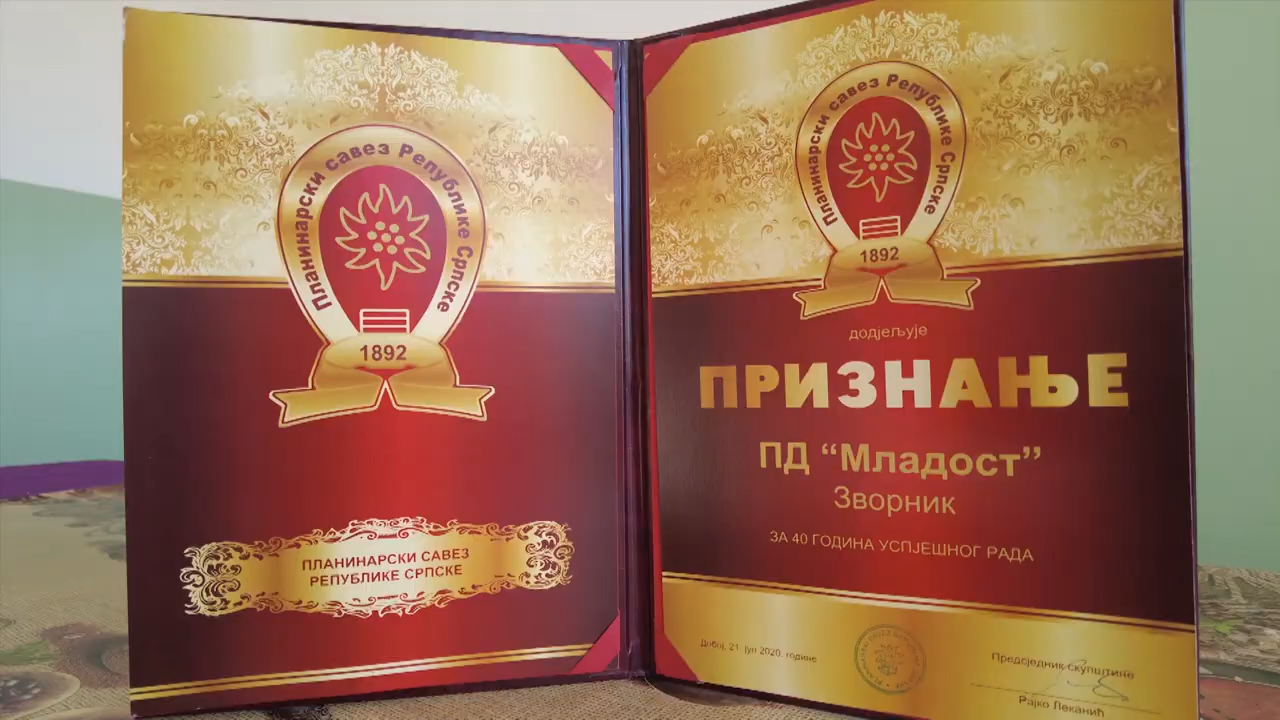 Планинарски савез Републике Српске
1892
ПЛАНИНАРСКИ САВЕЗ
РЕПУБЛИКЕ СРПСКЕ
Планинарски савез Републике Српске
1892
додјељује
ПРИЗНАЊЕ
ПД “Младост”
Зворник
ЗА 40 ГОДИНА УСПЈЕШНОГ РАДА
Добој, 21. јун 2020. године
Предсједник скупштине
Рајко Леканић